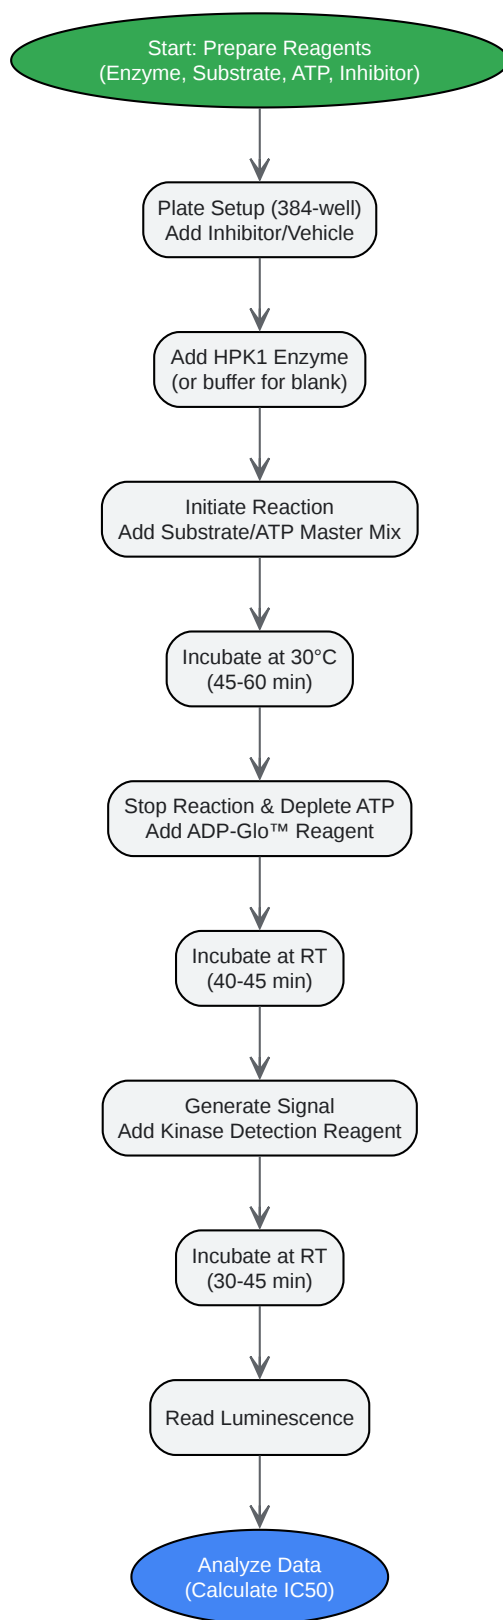 Start: Prepare Reagents
(Enzyme, Substrate, ATP, Inhibitor)
Plate Setup (384-well)
Add Inhibitor/Vehicle
Add HPK1 Enzyme
(or buffer for blank)
Initiate Reaction
Add Substrate/ATP Master Mix
Incubate at 30°C
(45-60 min)
Stop Reaction & Deplete ATP
Add ADP-Glo™ Reagent
Incubate at RT
(40-45 min)
Generate Signal
Add Kinase Detection Reagent
Incubate at RT
(30-45 min)
Read Luminescence
Analyze Data
(Calculate IC50)